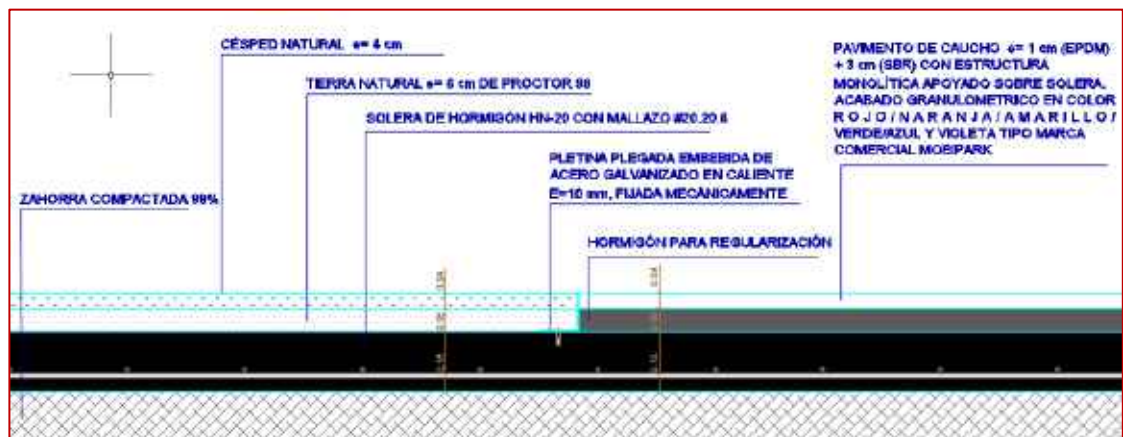 CÉSPED NATURAL e= 4 cm
TIERRA NATURAL e= 6 cm DE PROCTOR 98
SOLERA DE HORMIGÓN HN-20 CON MALLAZO #20.20.6
PLETINA PLEGADA EMBEBIDA DE
ACERO GALVANIZADO EN CALIENTE
E=10 mm, FIJADA MECÁNICAMENTE
ZAHORRA COMPACTADA 98%
HORMIGÓN PARA REGULARIZACIÓN
PAVIMENTO DE CAUCHO e= 1 cm (EPDM)
+ 3 cm (SBR) CON ESTRUCTURA
MONOLÍTICA APOYADO SOBRE SOLERA.
ACABADO GRANULOMETRICO EN COLOR
ROJO/NARANJA/AMARILLO/
VERDE/AZUL Y VIOLETA TIPO MARCA
COMERCIAL MOBIPARK